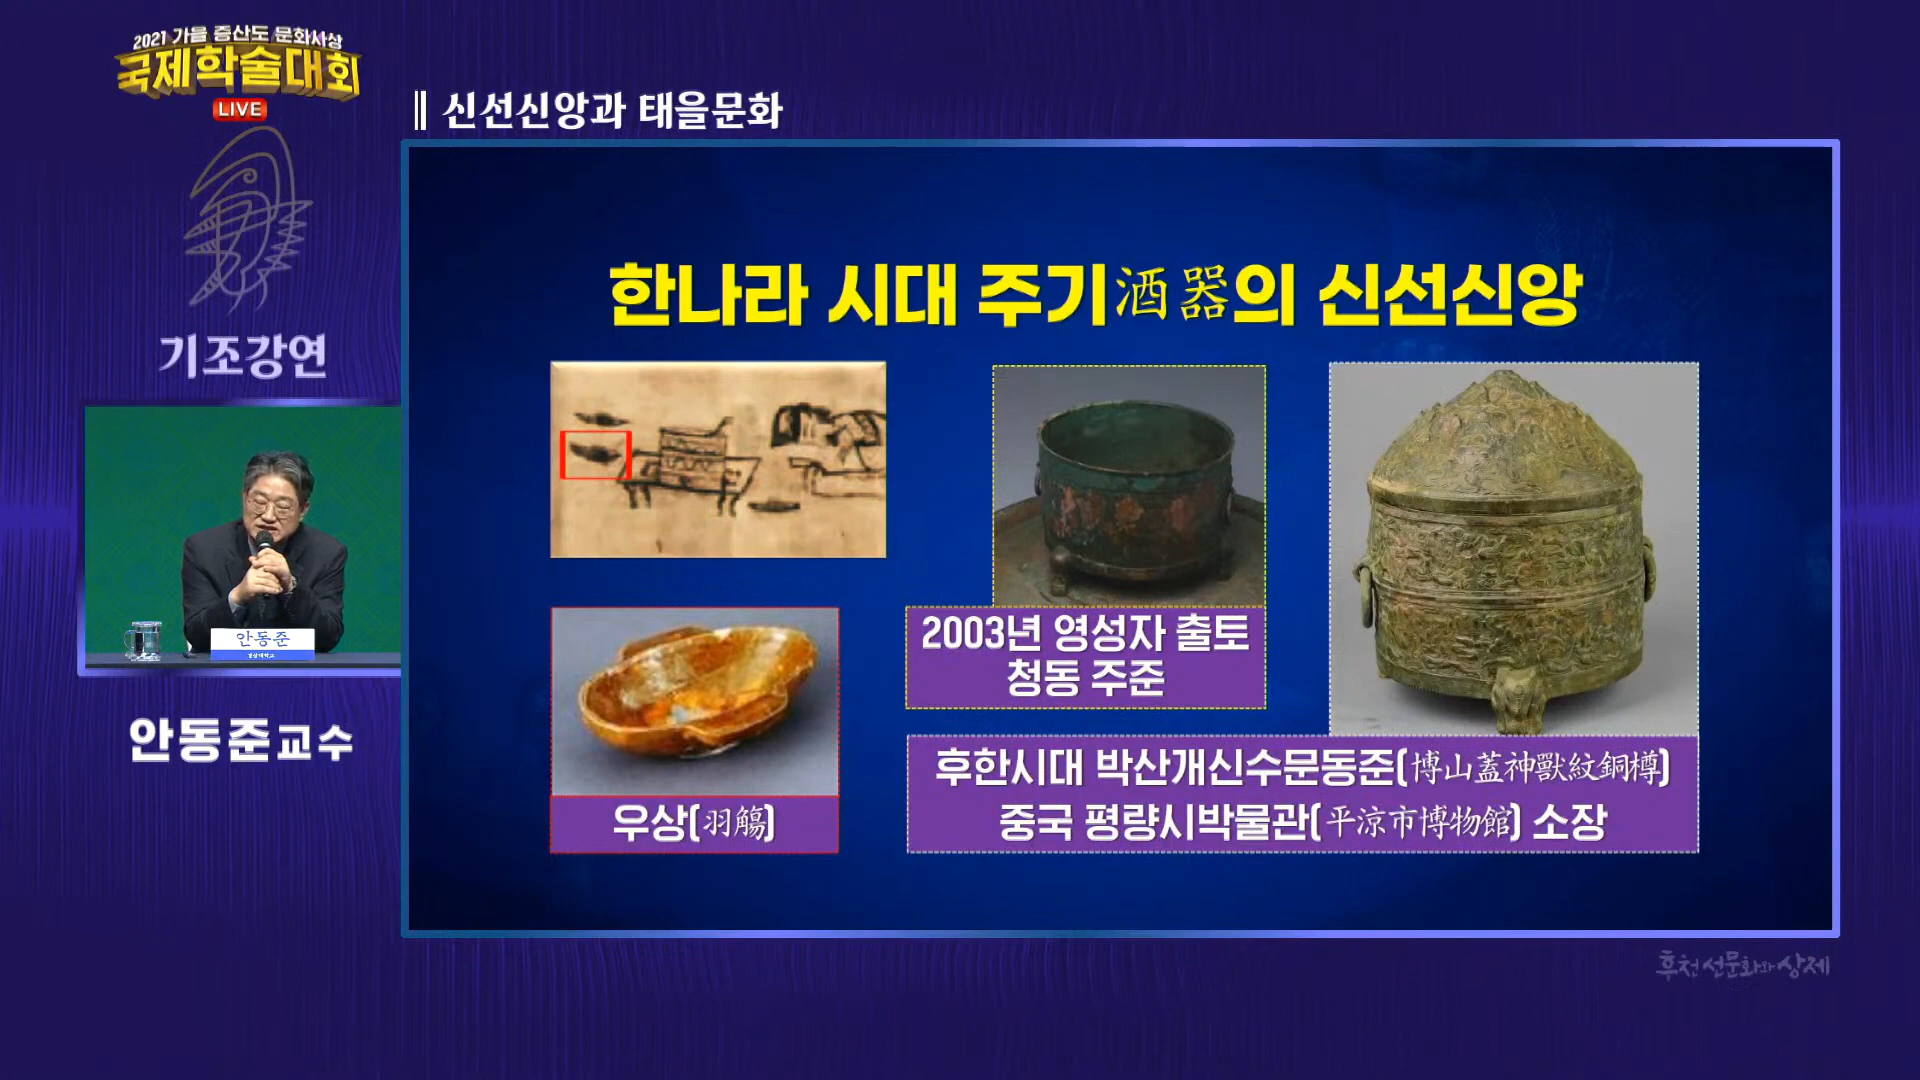 2021 가을 증산도 문화사상
국제학술대회
LIVE
신선신앙과 태을문화
기조강연
안동준
경상대학교
안동준교수
한나라 시대 주기酒器의 신선신앙
2003년 영성자 출토
청동 주준
우상(羽觴)
후한시대 박산개신수문동준(博山蓋神獸紋銅樽)
중국 평량시박물관(平涼市博物館) 소장
후천 선문화와 상제